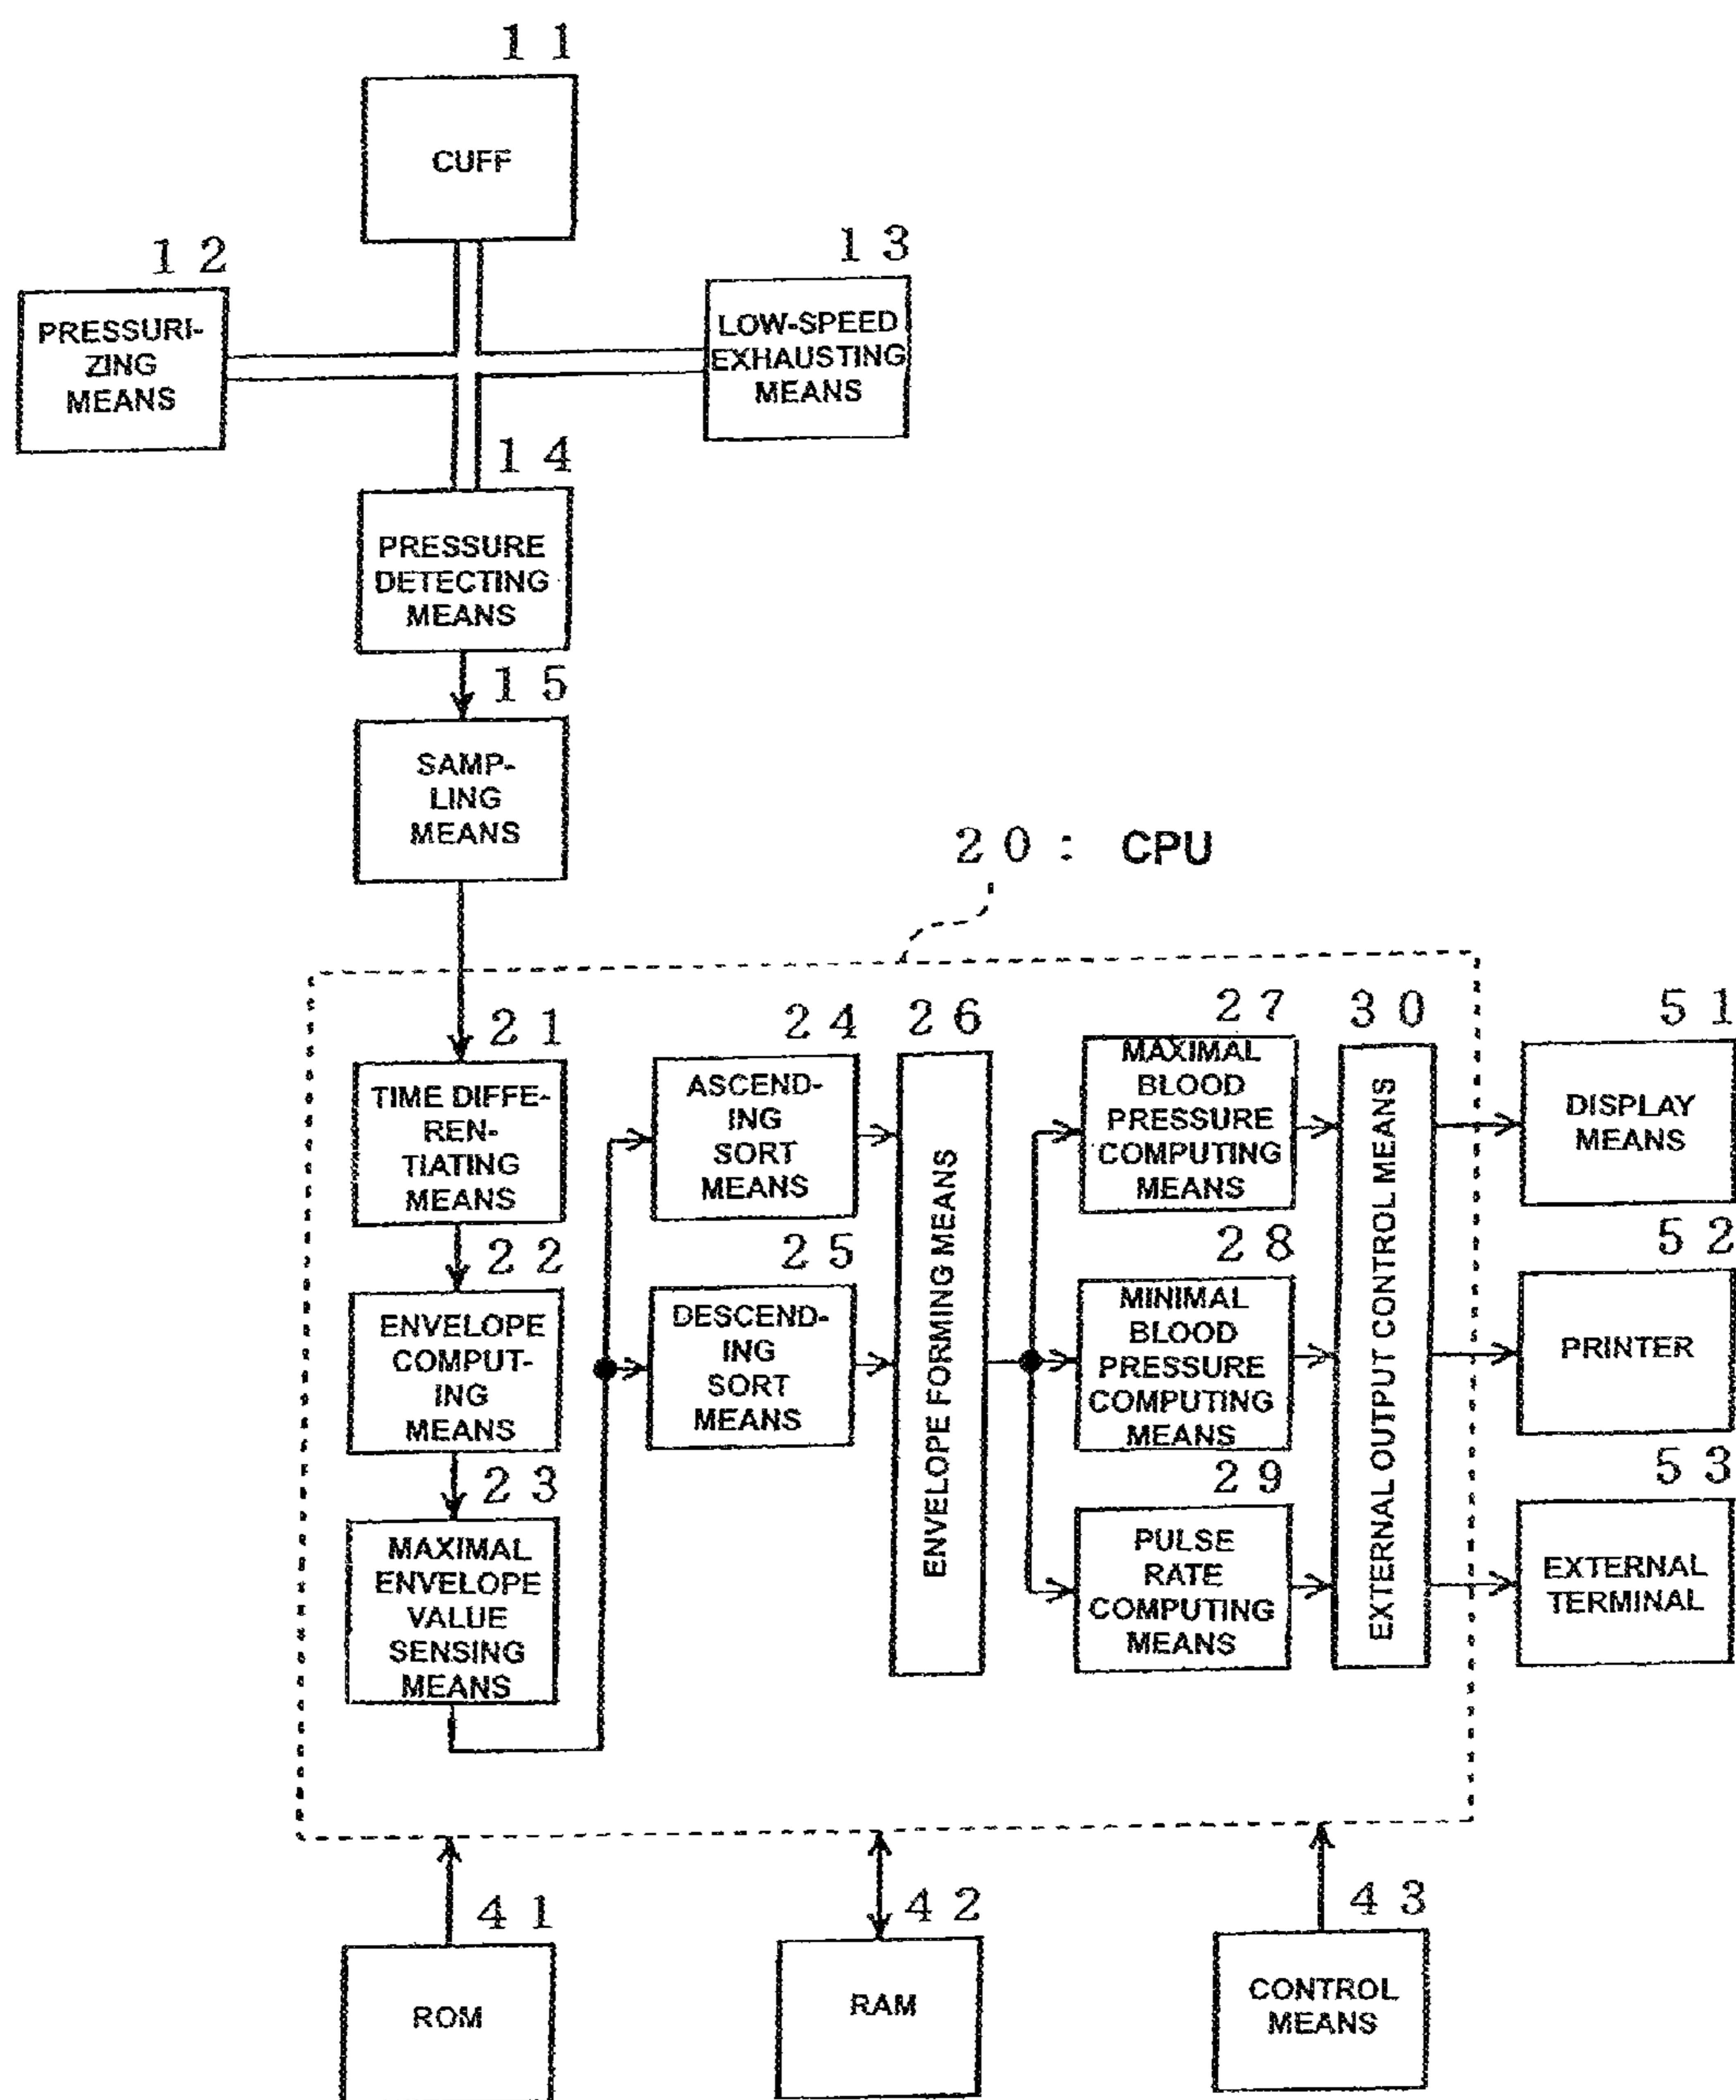 11
CUFF
12
PRESSURI-
ZING
MEANS
13
LOW-SPEED
EXHAUSTING
MEANS
14
PRESSURE
DETECTING
MEANS
15
SAMP-
LING
MEANS
20: CPU
21
TIME DIFFE-
REN-
TIATING
MEANS
22
ENVELOPE
COMPUT-
ING
MEANS
23
MAXIMAL
ENVELOPE
VALUE
SENSING
MEANS
24
ASCEND-
ING
SORT
MEANS
25
DESCEND-
ING
SORT
MEANS
26
ENVELOPE FORMING MEANS
27
MAXIMAL
BLOOD
PRESSURE
COMPUTING
MEANS
28
MINIMAL
BLOOD
PRESSURE
COMPUTING
MEANS
29
PULSE
RATE
COMPUTING
MEANS
30
EXTERNAL OUTPUT CONTROL MEANS
51
DISPLAY
MEANS
52
PRINTER
53
EXTERNAL
TERMINAL
41
ROM
42
RAM
43
CONTROL
MEANS